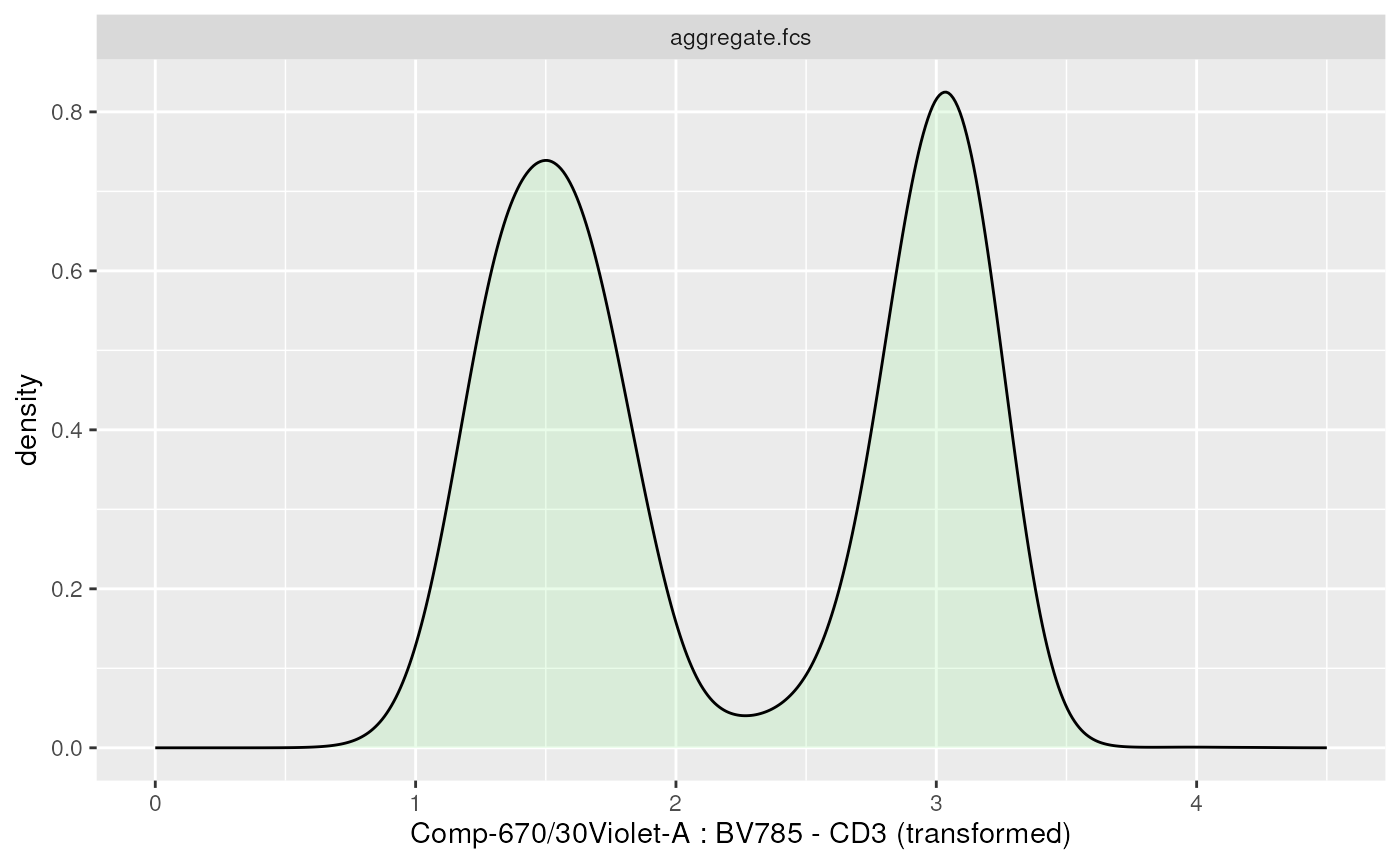 aggregate.fcs
0.8
0.6
0.4
0.2
0.0
density
0 1 2 3 4
Comp-670/30Violet-A : BV785 - CD3 (transformed)